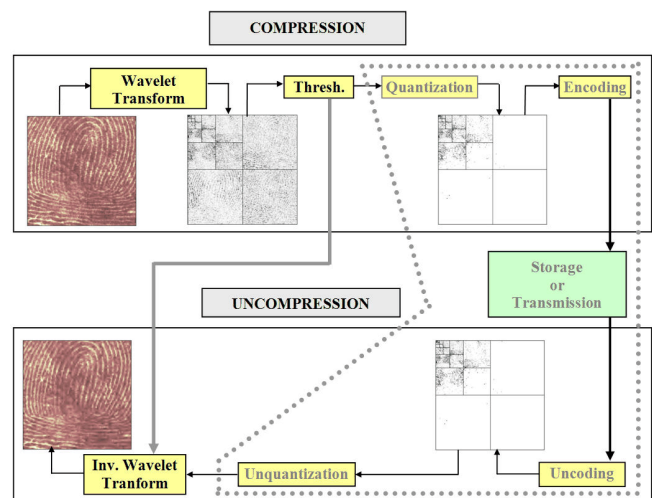 COMPRESSION
Wavelet
Transform
Thresh.
Quantization
Encoding
Storage
or
Transmission
UNCOMPRESSION
Inv. Wavelet
Tranform
Unquantization
Uncoding